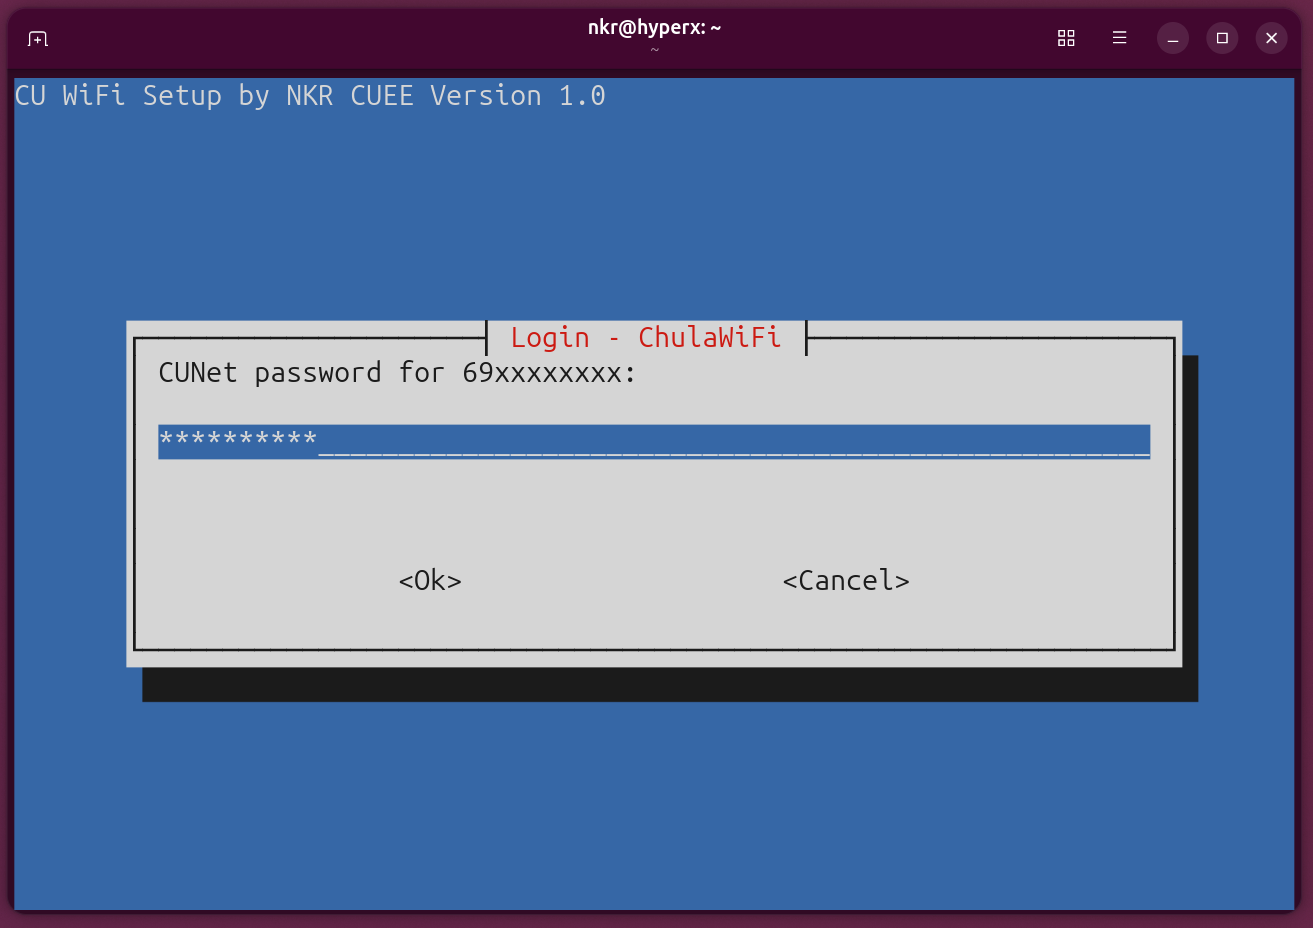 nkr@hyperx: ~
~
CU WiFi Setup by NKR CUEE Version 1.0
Login - ChulaWiFi
CUNet password for 69xxxxxxxx:
**********____________________________________________________
<Ok> <Cancel>